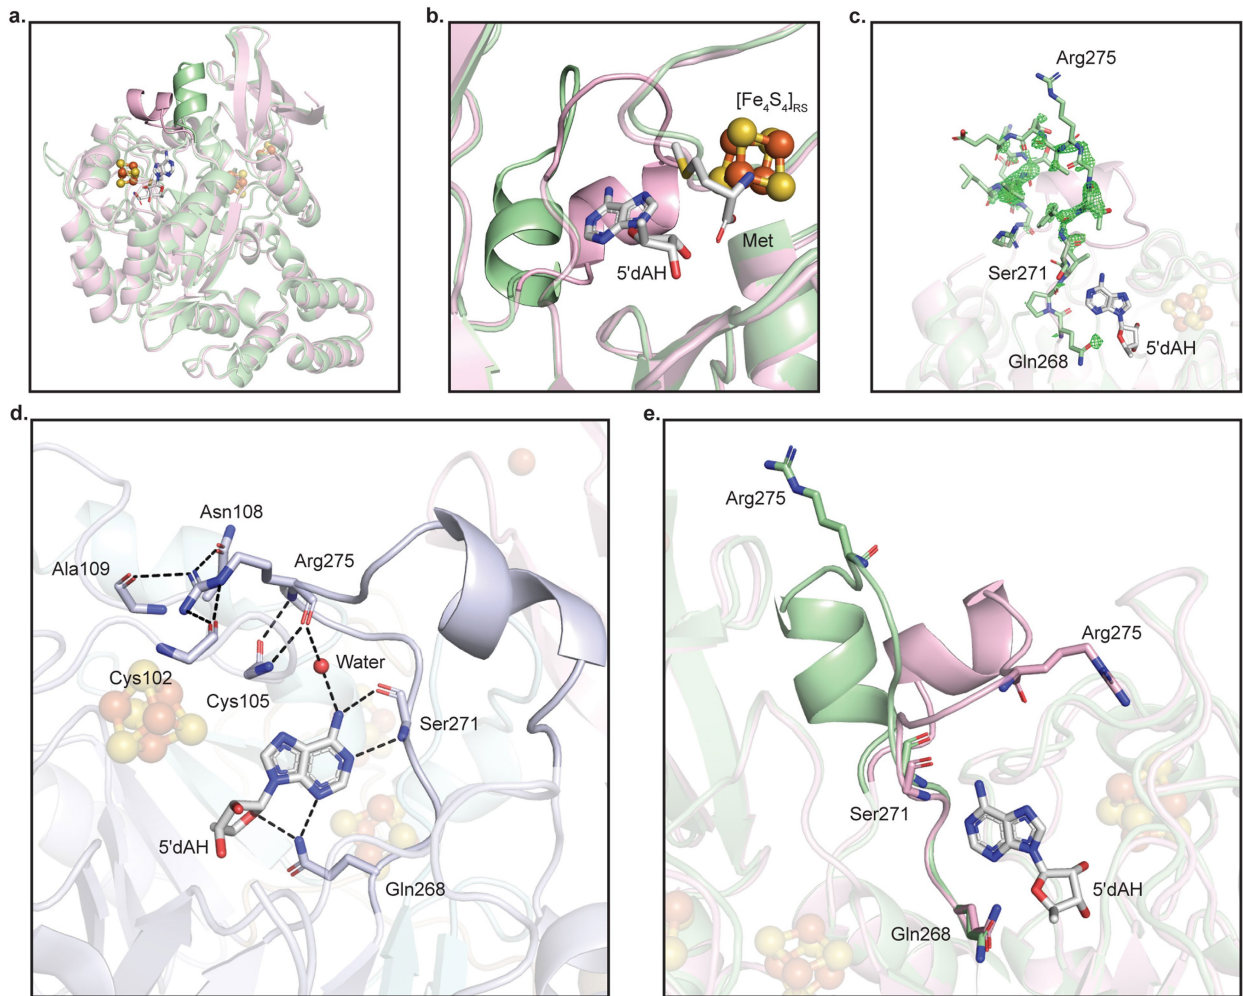 a.
b.
[Fe₄S₄]RS
Met
5'dAH
c.
Arg275
Ser271
Gln268
5'dAH
d.
Asn108
Ala109
Arg275
Cys102
Cys105
Water
Ser271
5'dAH
Gln268
e.
Arg275
Arg275
Ser271
Gln268
5'dAH